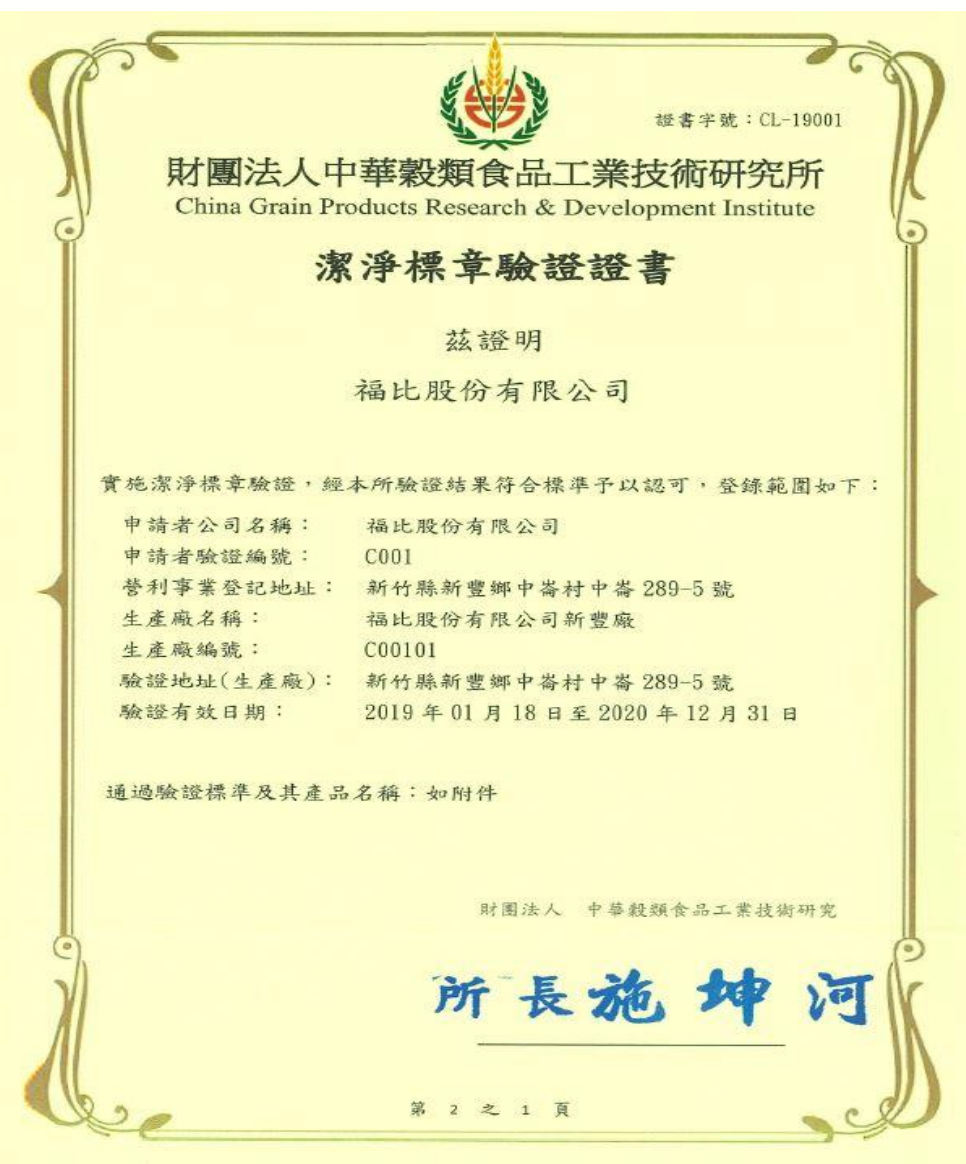 證書字號：CL-19001
財團法人中華穀類食品工業技術研究所
China Grain Products Research & Development Institute
潔淨標章驗證證書
茲證明
福比股份有限公司
實施潔淨標章驗證，經本所驗證結果符合標準予以認可，登錄範圍如下：
申請者公司名稱： 福比股份有限公司
申請者驗證編號： C001
營利事業登記地址： 新竹縣新豐鄉中崙村中崙 289-5 號
生產廠名稱： 福比股份有限公司新豐廠
生產廠編號： C00101
驗證地址(生產廠)： 新竹縣新豐鄉中崙村中崙 289-5 號
驗證有效日期： 2019 年 01 月 18 日至 2020 年 12 月 31 日
通過驗證標準及其產品名稱：如附件
財團法人 中華穀類食品工業技術研究
所長施坤河
第 2 之 1 頁